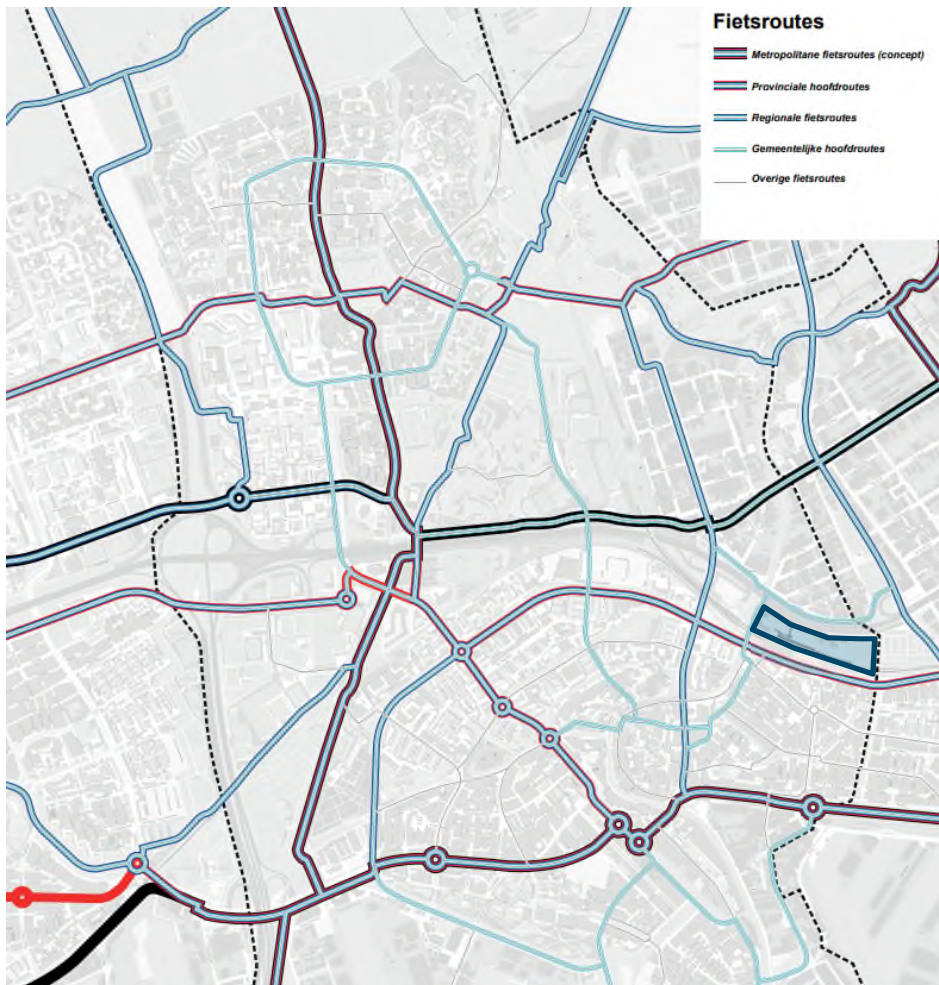 Fietsroutes
Metropolitane fietsroutes (concept)
Provinciale hoofdroutes
Regionale fietsroutes
Gemeentelijke hoofdroutes
Overige fietsroutes